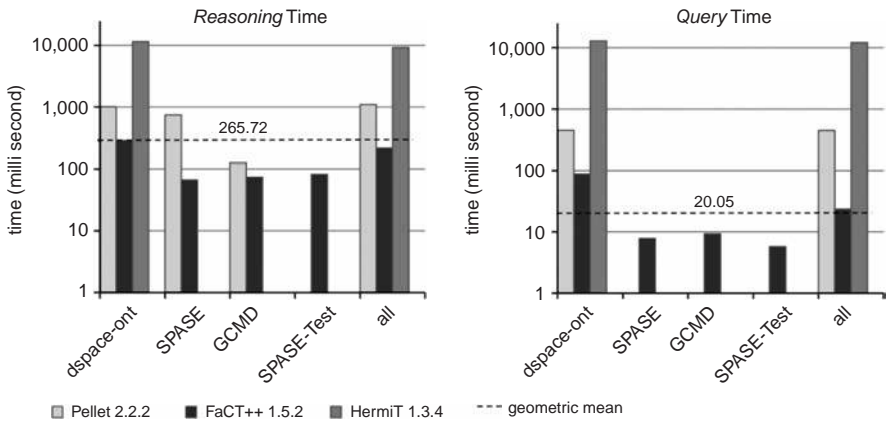 Reasoning Time
time (milli second)
10,000
1,000
100
10
1
265.72
dspace-ont
SPASE
GCMD
SPASE-Test
all
Query Time
time (milli second)
10,000
1,000
100
10
1
20.05
dspace-ont
SPASE
GCMD
SPASE-Test
all
Pellet 2.2.2 FaCT++ 1.5.2 HermiT 1.3.4 geometric mean